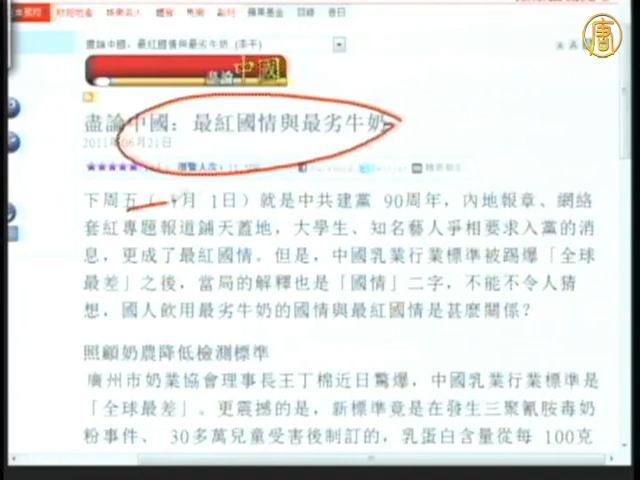 唐
財經地產
蘋果基金
盡論中國：最紅國情與最劣牛奶 (李平)
盡論中國
盡論中國：最紅國情與最劣牛奶
2011年06月21日
瀏覽人次：
下周五（ 月 1日）就是中共建黨 90周年，內地報章、網絡
套紅專題報道鋪天蓋地，大學生、知名藝人爭相要求入黨的消
息，更成了最紅國情。但是，中國乳業行業標準被踢爆「全球
最差」之後，當局的解釋也是「國情」二字，不能不令人猜
想，國人飲用最劣牛奶的國情與最紅國情是甚麼關係？
照顧奶農降低檢測標準
廣州市奶業協會理事長王丁棉近日驚爆，中國乳業行業標準是
「全球最差」。更震撼的是，新標準竟是在發生三聚氰胺毒奶
粉事件、 30多萬兒童受害後制訂的，乳蛋白含量從每 100克